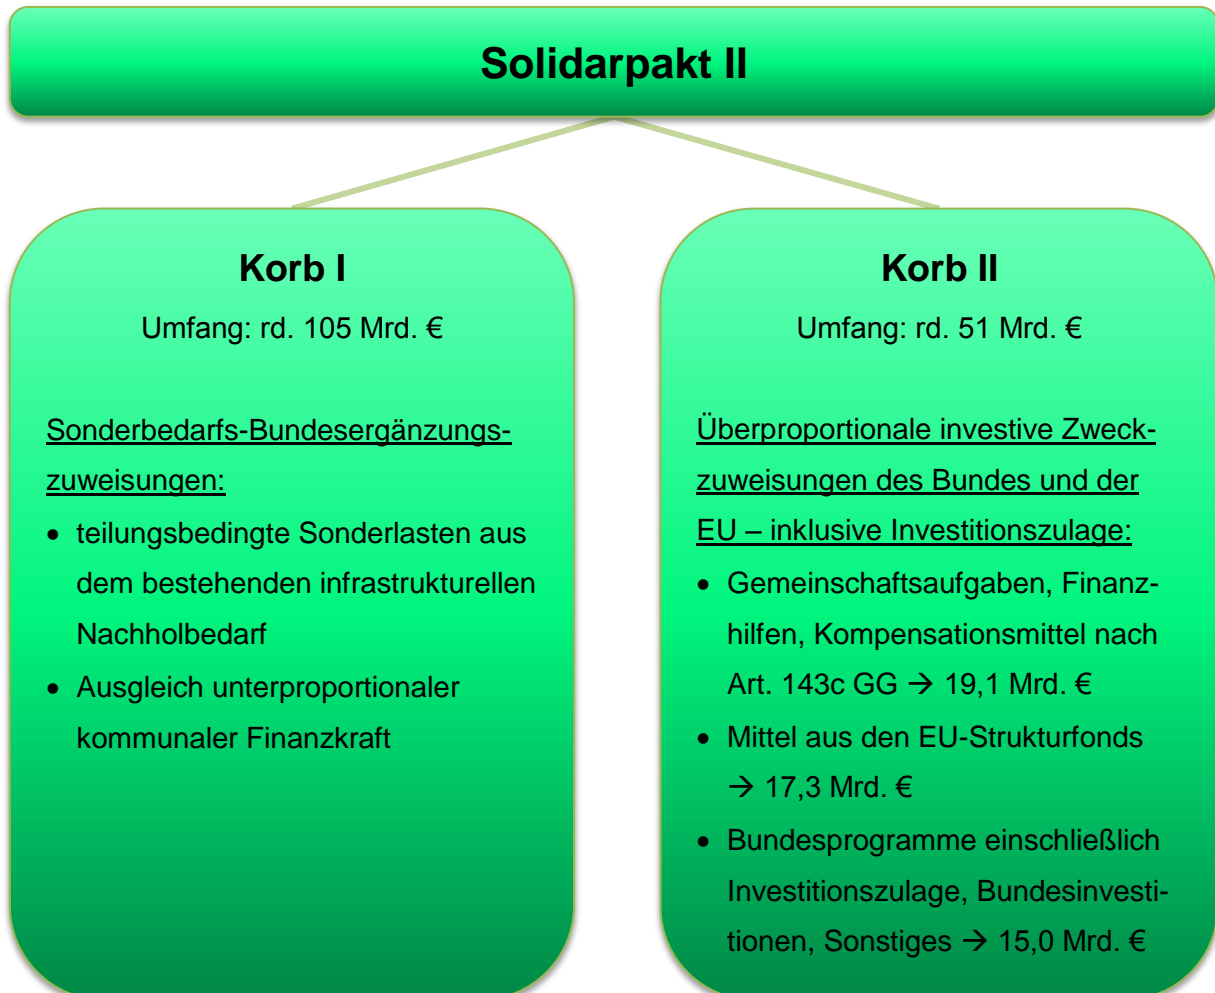 Solidarpakt II
Korb I
Umfang: rd. 105 Mrd. €
Sonderbedarfs-Bundesergänzungs-
zuweisungen:
• teilungsbedingte Sonderlasten aus
dem bestehenden infrastrukturellen
Nachholbedarf
• Ausgleich unterproportionaler
kommunaler Finanzkraft
Korb II
Umfang: rd. 51 Mrd. €
Überproportionale investive Zweck-
zuweisungen des Bundes und der
EU – inklusive Investitionszulage:
• Gemeinschaftsaufgaben, Finanz-
hilfen, Kompensationsmittel nach
Art. 143c GG → 19,1 Mrd. €
• Mittel aus den EU-Strukturfonds
→ 17,3 Mrd. €
• Bundesprogramme einschließlich
Investitionszulage, Bundesinvesti-
tionen, Sonstiges → 15,0 Mrd. €